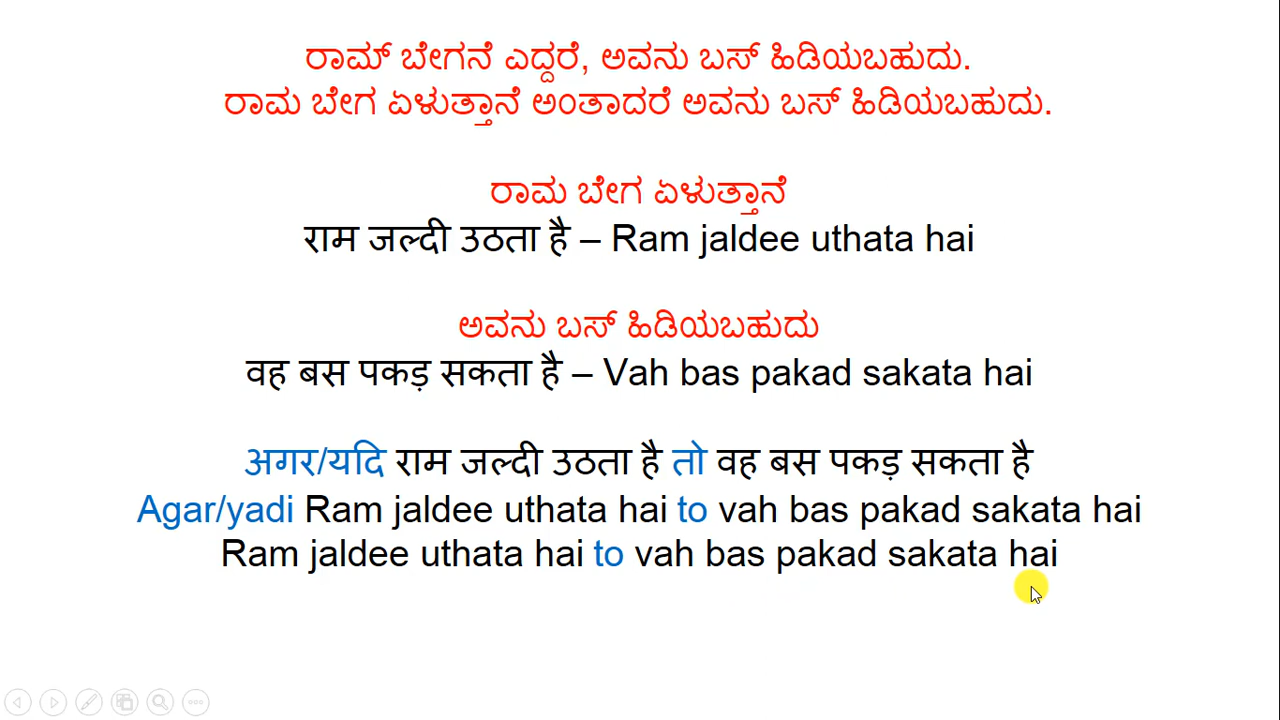 ರಾಮ್ ಬೇಗನೆ ಎದ್ದರೆ, ಅವನು ಬಸ್ ಹಿಡಿಯಬಹುದು.
ರಾಮ ಬೇಗ ಏಳುತ್ತಾನೆ ಅಂತಾದರೆ ಅವನು ಬಸ್ ಹಿಡಿಯಬಹುದು.
ರಾಮ ಬೇಗ ಏಳುತ್ತಾನೆ
राम जल्दी उठता है – Ram jaldee uthata hai
ಅವನು ಬಸ್ ಹಿಡಿಯಬಹುದು
वह बस पकड़ सकता है – Vah bas pakad sakata hai
अगर/यदि राम जल्दी उठता है तो वह बस पकड़ सकता है
Agar/yadi Ram jaldee uthata hai to vah bas pakad sakata hai
Ram jaldee uthata hai to vah bas pakad sakata hai